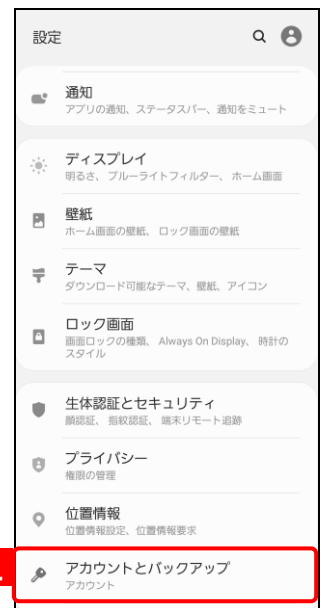 設定
通知
アプリの通知、ステータスバー、通知をミュート
ディスプレイ
明るさ、ブルーライトフィルター、ホーム画面
壁紙
ホーム画面の壁紙、ロック画面の壁紙
テーマ
ダウンロード可能なテーマ、壁紙、アイコン
ロック画面
画面ロックの種類、Always On Display、時計の
スタイル
生体認証とセキュリティ
顔認証、指紋認証、端末リモート追跡
プライバシー
権限の管理
位置情報
位置情報設定、位置情報要求
アカウントとバックアップ
アカウント